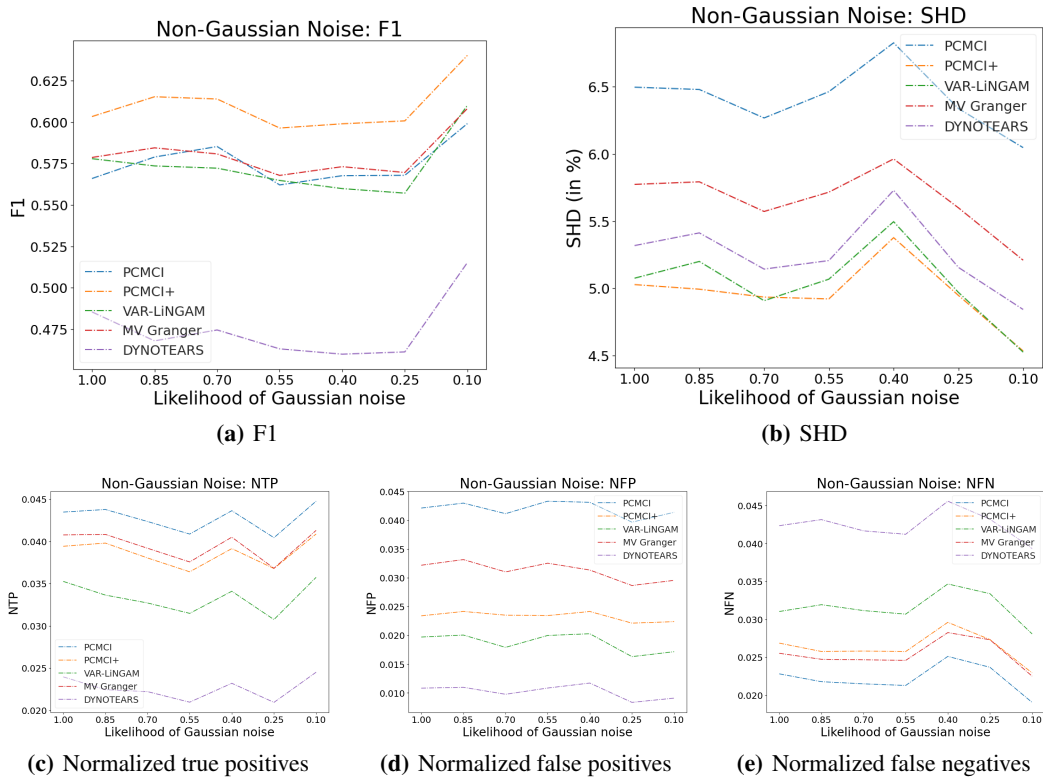 Non-Gaussian Noise: F1
F1
0.625
0.600
0.575
0.550
0.525
0.500
0.475
PCMCI
PCMCI+
VAR-LiNGAM
MV Granger
DYNOTEARS
1.00 0.85 0.70 0.55 0.40 0.25 0.10
Likelihood of Gaussian noise
(a) F1
Non-Gaussian Noise: SHD
SHD (in %)
6.5
6.0
5.5
5.0
4.5
PCMCI
PCMCI+
VAR-LiNGAM
MV Granger
DYNOTEARS
1.00 0.85 0.70 0.55 0.40 0.25 0.10
Likelihood of Gaussian noise
(b) SHD
Non-Gaussian Noise: NTP
NTP
0.045
0.040
0.035
0.030
0.025
0.020
PCMCI
PCMCI+
VAR-LiNGAM
MV Granger
DYNOTEARS
1.00 0.85 0.70 0.55 0.40 0.25 0.10
Likelihood of Gaussian noise
(c) Normalized true positives
Non-Gaussian Noise: NFP
NFP
0.045
0.040
0.035
0.030
0.025
0.020
0.015
0.010
PCMCI
PCMCI+
VAR-LiNGAM
MV Granger
DYNOTEARS
1.00 0.85 0.70 0.55 0.40 0.25 0.10
Likelihood of Gaussian noise
(d) Normalized false positives
Non-Gaussian Noise: NFN
NFN
0.045
0.040
0.035
0.030
0.025
0.020
PCMCI
PCMCI+
VAR-LiNGAM
MV Granger
DYNOTEARS
1.00 0.85 0.70 0.55 0.40 0.25 0.10
Likelihood of Gaussian noise
(e) Normalized false negatives